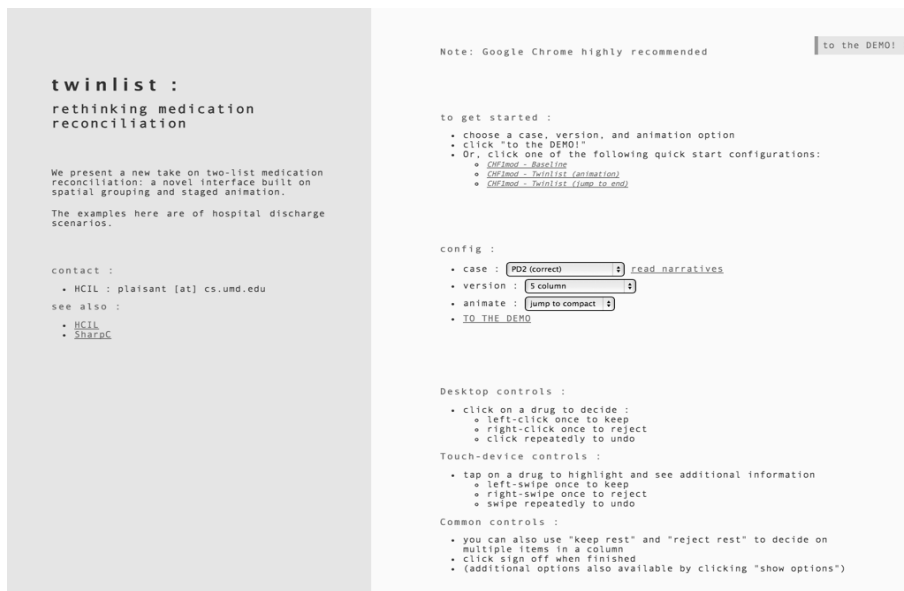 twinlist :
rethinking medication
reconciliation
We present a new take on two-list medication
reconciliation: a novel interface built on
spatial grouping and staged animation.
The examples here are of hospital discharge
scenarios.
contact :
HCIL : plaisant [at] cs.umd.edu
see also :
HCIL
SharpC
Note: Google Chrome highly recommended
to the DEMO!
to get started :
choose a case, version, and animation option
click "to the DEMO!"
Or, click one of the following quick start configurations:
CHF1mod - Baseline
CHF1mod - Twinlist (animation)
CHF1mod - Twinlist (jump to end)
config :
case : PD2 (correct) read narratives
version : 5 column
animate : jump to compact
TO THE DEMO
Desktop controls :
click on a drug to decide :
left-click once to keep
right-click once to reject
click repeatedly to undo
Touch-device controls :
tap on a drug to highlight and see additional information
left-swipe once to keep
right-swipe once to reject
swipe repeatedly to undo
Common controls :
you can also use "keep rest" and "reject rest" to decide on
multiple items in a column
click sign off when finished
(additional options also available by clicking "show options")